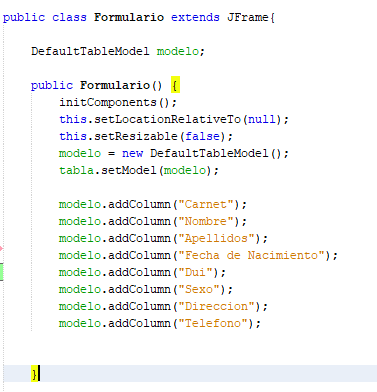 public class Formulario extends JFrame{
DefaultTableModel modelo;
public Formulario() {
initComponents();
this.setLocationRelativeTo(null);
this.setResizable(false);
modelo = new DefaultTableModel();
tabla.setModel(modelo);
modelo.addColumn("Carnet");
modelo.addColumn("Nombre");
modelo.addColumn("Apellidos");
modelo.addColumn("Fecha de Nacimiento");
modelo.addColumn("Dui");
modelo.addColumn("Sexo");
modelo.addColumn("Direccion");
modelo.addColumn("Telefono");
}